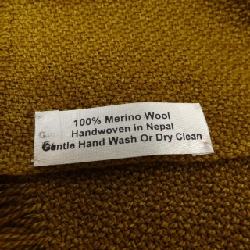 100% Merino Wool
Handwoven in Nepal
Gentle Hand Wash Or Dry Clean